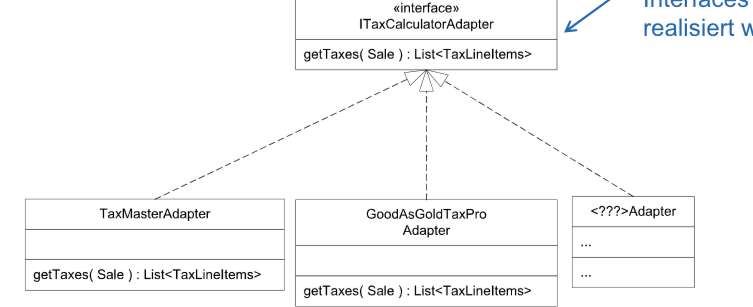 Interfaces
realisiert w
«interface»
ITaxCalculatorAdapter
getTaxes( Sale ) : List<TaxLineItems>
TaxMasterAdapter
getTaxes( Sale ) : List<TaxLineItems>
GoodAsGoldTaxPro
Adapter
getTaxes( Sale ) : List<TaxLineItems>
<???>Adapter
...
...